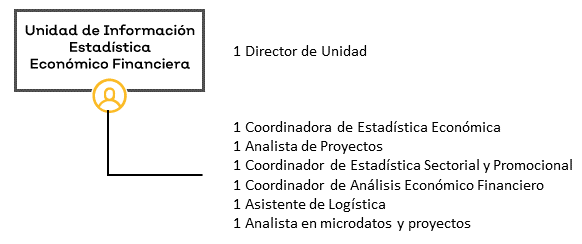 Unidad de Información
Estadística
Económico Financiera
1 Director de Unidad
1 Coordinadora de Estadística Económica
1 Analista de Proyectos
1 Coordinador de Estadística Sectorial y Promocional
1 Coordinador de Análisis Económico Financiero
1 Asistente de Logística
1 Analista en microdatos y proyectos